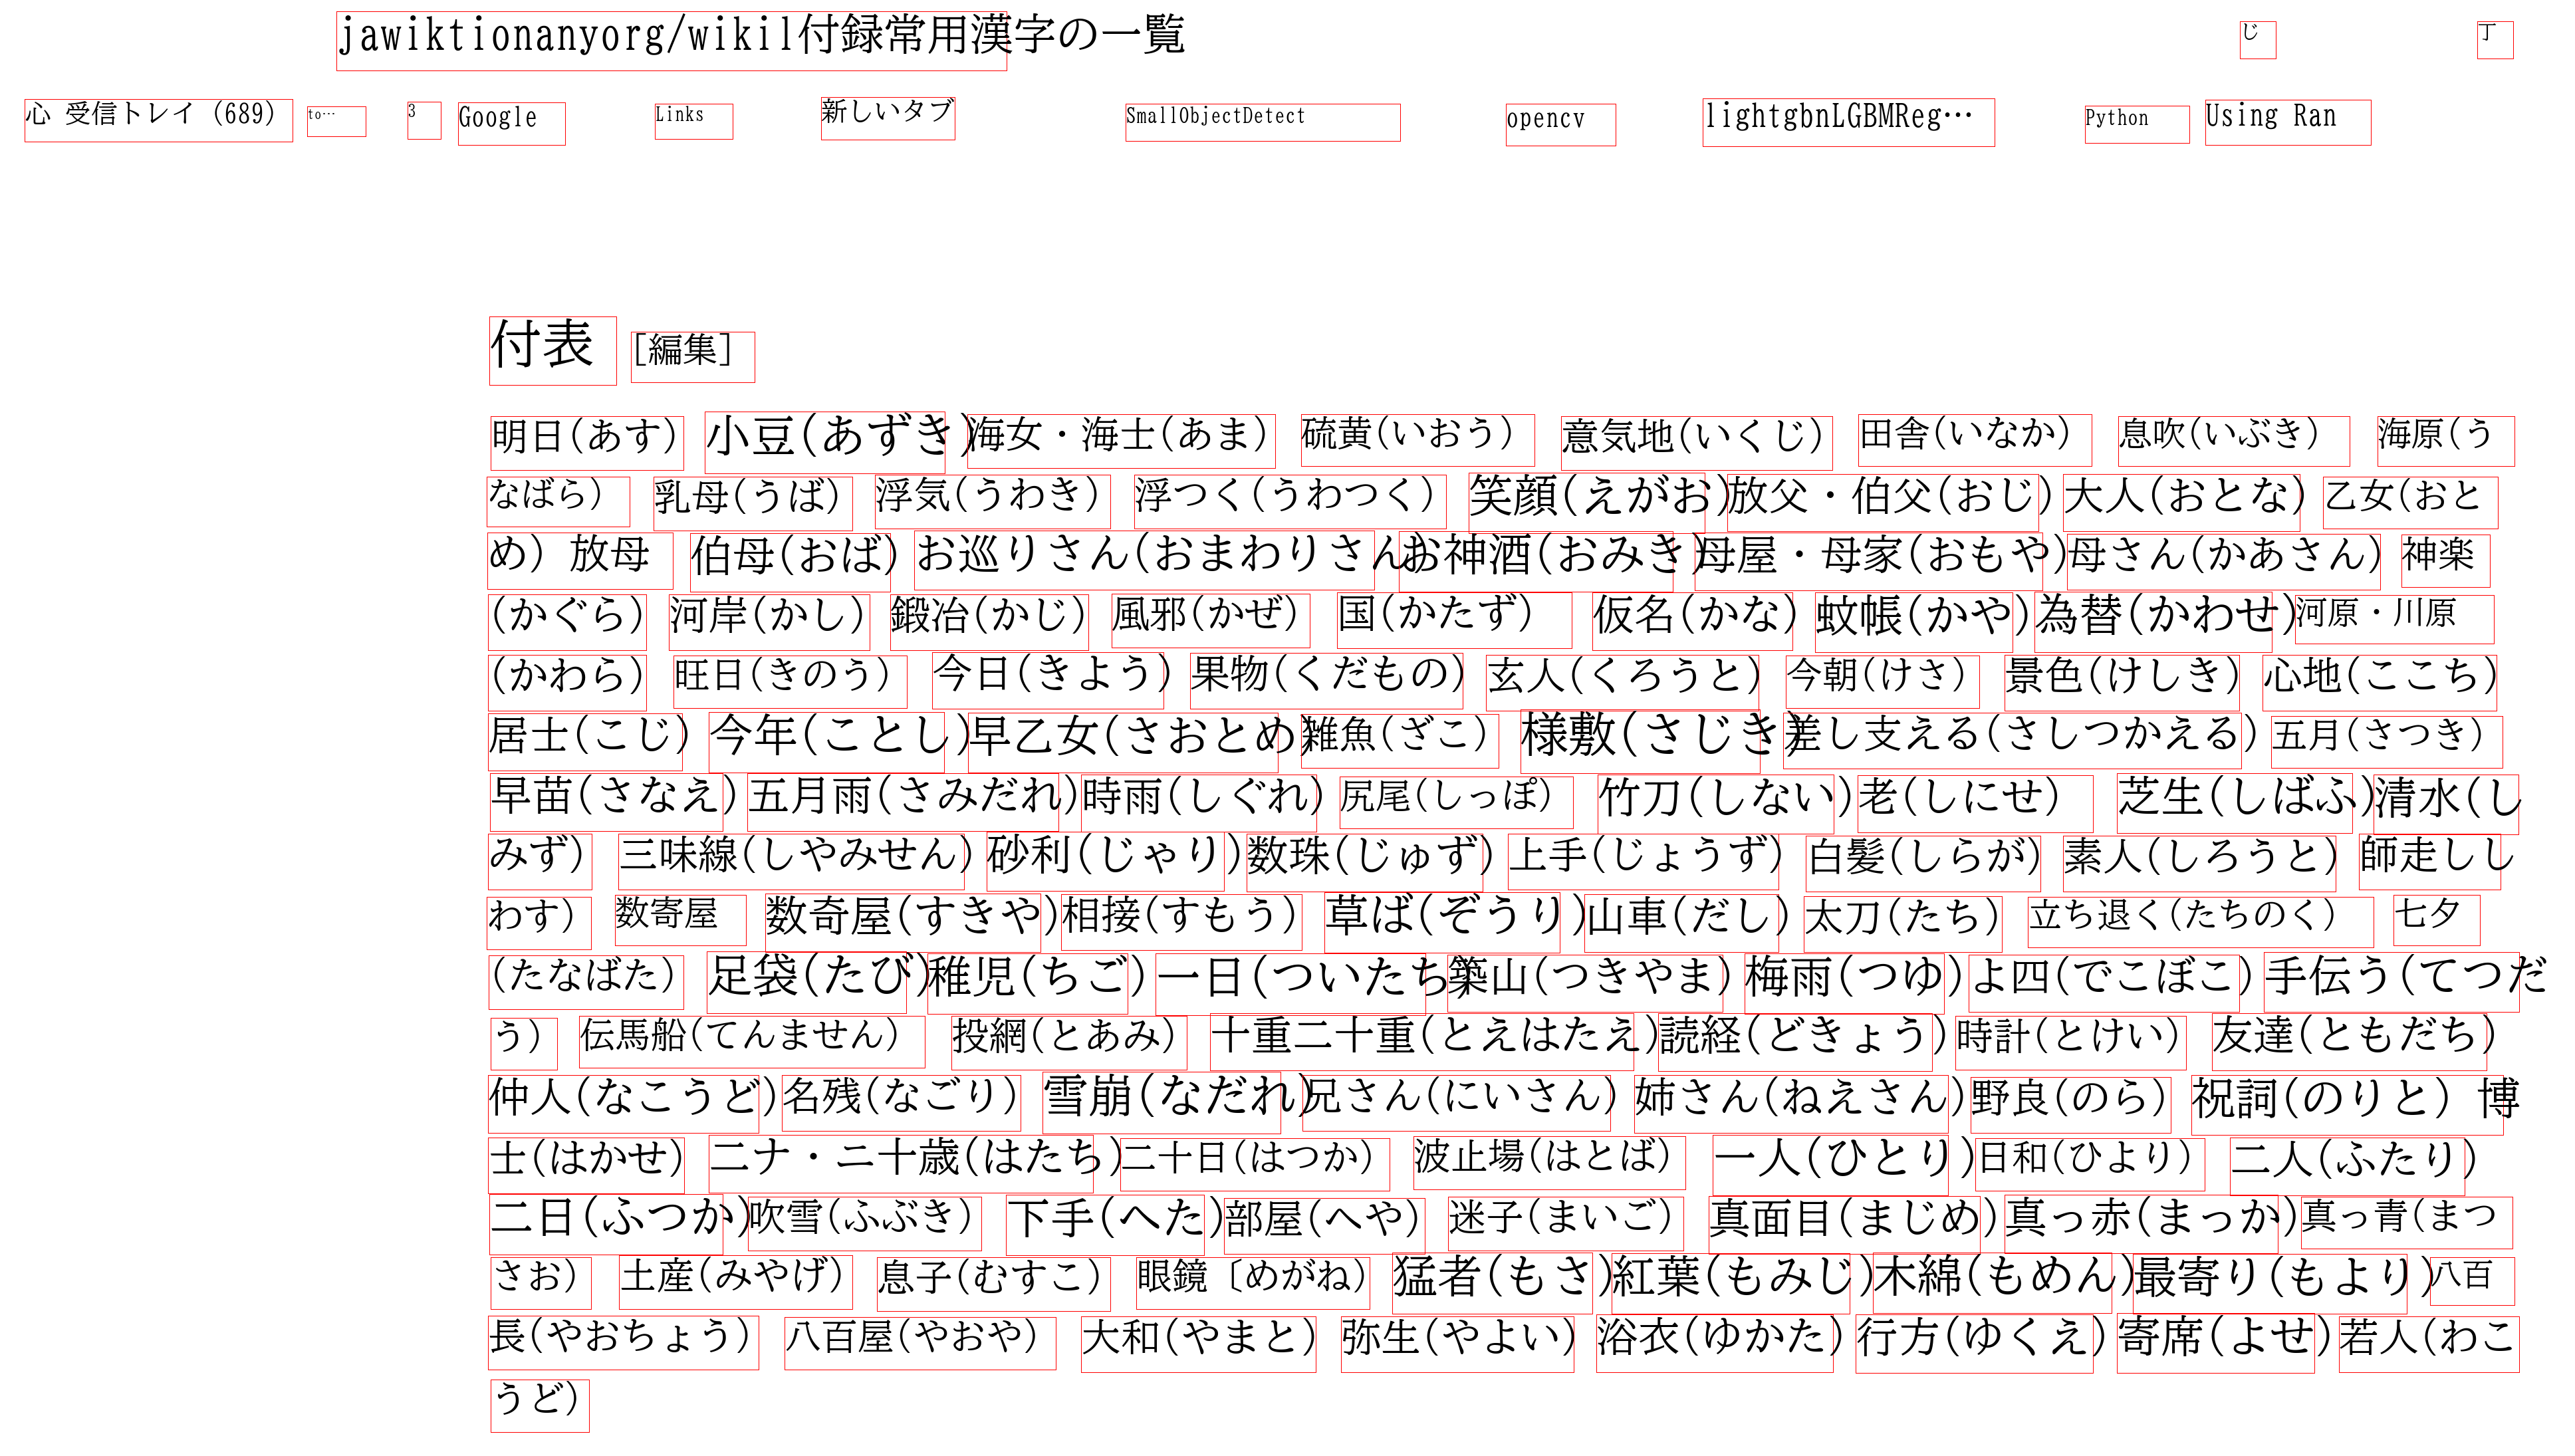 jawiktionanyorg/wikil付録常用漢字の一覧 じ 丁
心 受信トレイ (689) to… 3 Google Links 新しいタブ SmallObjectDetect opencv lightgbnLGBMReg… Python Using Ran
付表 [編集]
明日(あす) 小豆(あずき) 海女・海士(あま) 硫黄(いおう) 意気地(いくじ) 田舎(いなか) 息吹(いぶき) 海原(う
なばら) 乳母(うば) 浮気(うわき) 浮つく(うわつく) 笑顔(えがお) 放父・伯父(おじ) 大人(おとな) 乙女(おと
め) 放母 伯母(おば) お巡りさん(おまわりさん) お神酒(おみき) 母屋・母家(おもや) 母さん(かあさん) 神楽
(かぐら) 河岸(かし) 鍛冶(かじ) 風邪(かぜ) 国(かたず) 仮名(かな) 蚊帳(かや) 為替(かわせ) 河原・川原
(かわら) 旺日(きのう) 今日(きよう) 果物(くだもの) 玄人(くろうと) 今朝(けさ) 景色(けしき) 心地(ここち)
居士(こじ) 今年(ことし) 早乙女(さおとめ) 雑魚(ざこ) 様敷(さじき) 差し支える(さしつかえる) 五月(さつき)
早苗(さなえ) 五月雨(さみだれ) 時雨(しぐれ) 尻尾(しっぽ) 竹刀(しない) 老(しにせ) 芝生(しばふ) 清水(し
みず) 三味線(しやみせん) 砂利(じゃり) 数珠(じゅず) 上手(じょうず) 白髪(しらが) 素人(しろうと) 師走しし
わす) 数寄屋 数奇屋(すきや) 相接(すもう) 草ば(ぞうり) 山車(だし) 太刀(たち) 立ち退く(たちのく) 七夕
(たなばた) 足袋(たび) 稚児(ちご) 一日(ついたち) 築山(つきやま) 梅雨(つゆ) よ四(でこぼこ) 手伝う(てつだ
う) 伝馬船(てんません) 投網(とあみ) 十重二十重(とえはたえ) 読経(どきょう) 時計(とけい) 友達(ともだち)
仲人(なこうど) 名残(なごり) 雪崩(なだれ) 兄さん(にいさん) 姉さん(ねえさん) 野良(のら) 祝詞(のりと) 博
士(はかせ) 二ナ・ニ十歳(はたち) 二十日(はつか) 波止場(はとば) 一人(ひとり) 日和(ひより) 二人(ふたり)
二日(ふつか) 吹雪(ふぶき) 下手(へた) 部屋(へや) 迷子(まいご) 真面目(まじめ) 真っ赤(まっか) 真っ青(まつ
さお) 土産(みやげ) 息子(むすこ) 眼鏡〔めがね) 猛者(もさ) 紅葉(もみじ) 木綿(もめん) 最寄り(もより) 八百
長(やおちょう) 八百屋(やおや) 大和(やまと) 弥生(やよい) 浴衣(ゆかた) 行方(ゆくえ) 寄席(よせ) 若人(わこ
うど)